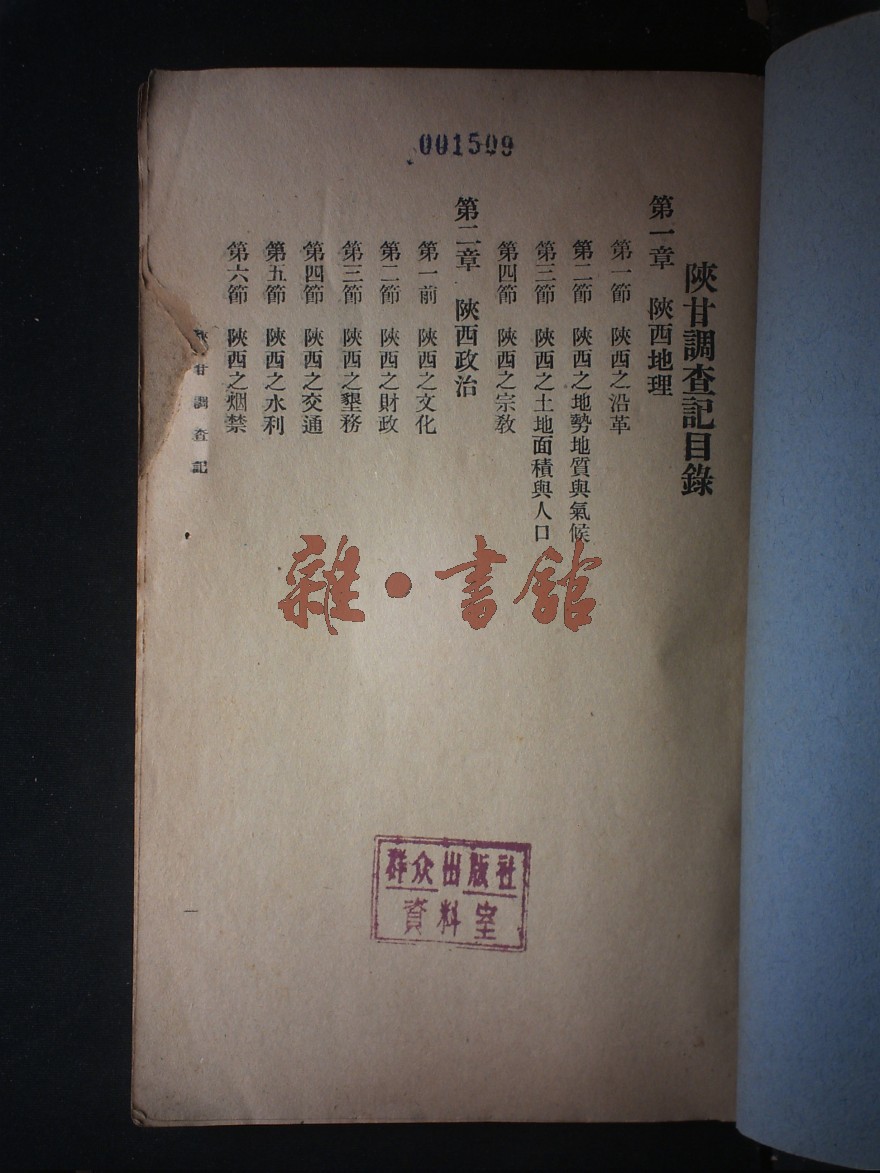 001509
陝甘調查記目錄
第一章　陝西地理
第一節　陝西之沿革
第二節　陝西之地勢地質與氣候
第三節　陝西之土地面積與人口
第四節　陝西之宗教
第二章　陝西政治
第一前　陝西之文化
第二節　陝西之財政
第三節　陝西之墾務
第四節　陝西之交通
第五節　陝西之水利
第六節　陝西之烟禁
陝甘調查記
一
雜·書館
群众出版社
資料室